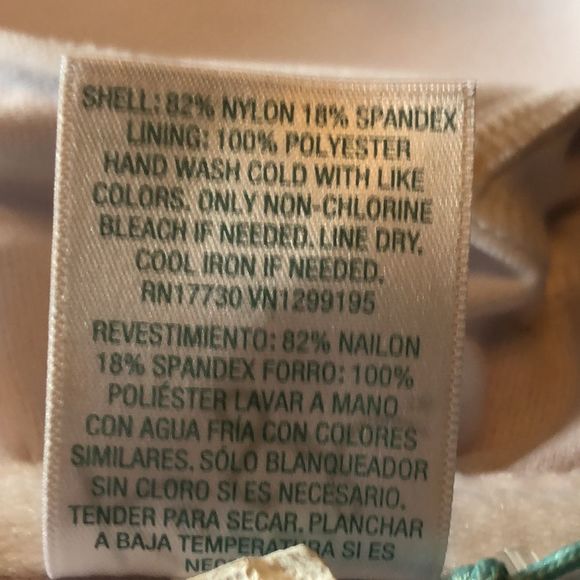 SHELL: 82% NYLON 18% SPANDEX
LINING: 100% POLYESTER
HAND WASH COLD WITH LIKE
COLORS. ONLY NON-CHLORINE
BLEACH IF NEEDED. LINE DRY.
COOL IRON IF NEEDED.
RN17730 VN1299195
REVESTIMIENTO: 82% NAILON
18% SPANDEX FORRO: 100%
POLIÉSTER LAVAR A MANO
CON AGUA FRÍA CON COLORES
SIMILARES. SÓLO BLANQUEADOR
SIN CLORO SI ES NECESARIO.
TENDER PARA SECAR. PLANCHAR
A BAJA TEMPERATURA SI ES